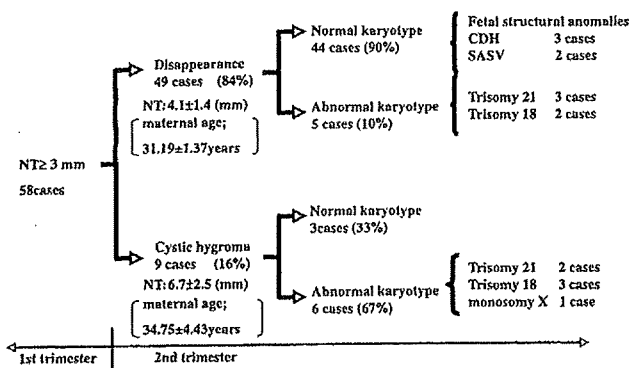 NT≥ 3 mm
58cases
Disappearance
49 cases (84%)
NT: 4.1±1.4 (mm)
maternal age;
31.19±1.37years
Normal karyotype
44 cases (90%)
Fetal structural anomalies
CDH 3 cases
SASV 2 cases
Abnormal karyotype
5 cases (10%)
Trisomy 21 3 cases
Trisomy 18 2 cases
Cystic hygroma
9 cases (16%)
NT: 6.7±2.5 (mm)
maternal age;
34.75±4.43years
Normal karyotype
3cases (33%)
Abnormal karyotype
6 cases (67%)
Trisomy 21 2 cases
Trisomy 18 3 cases
monosomy X 1 case
1st trimester
2nd trimester